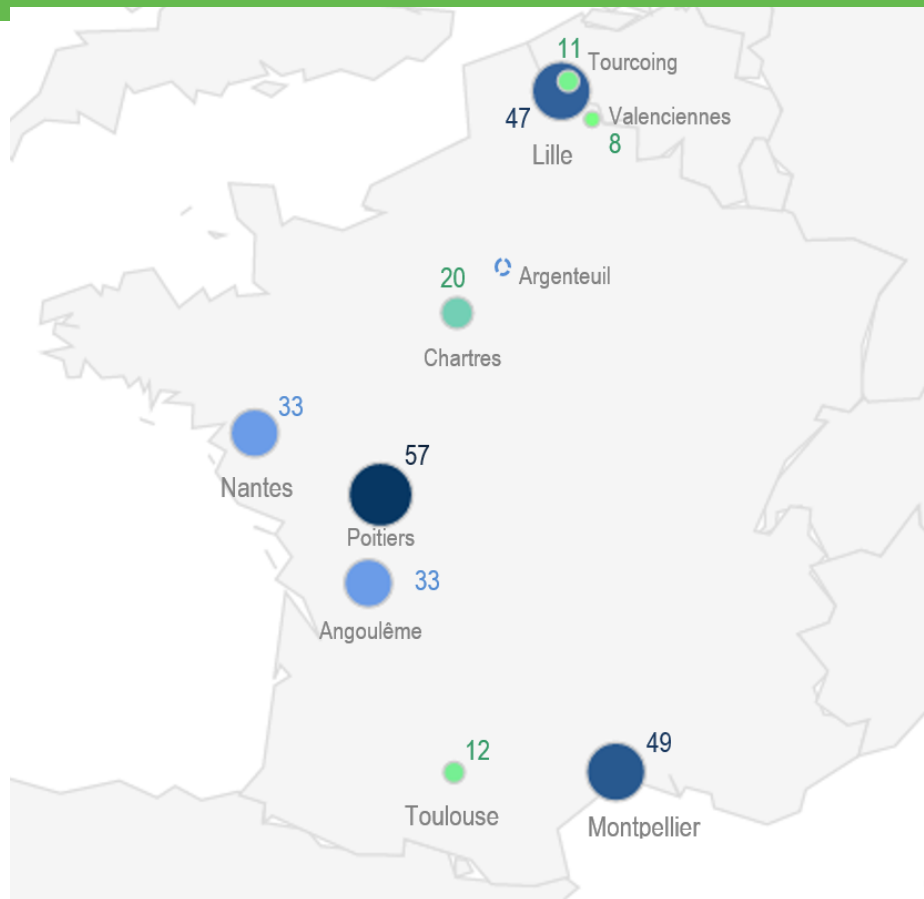 11
Tourcoing
47
Valenciennes
8
Lille
20
Argenteuil
Chartres
33
Nantes
57
Poitiers
33
Angoulême
12
Toulouse
49
Montpellier